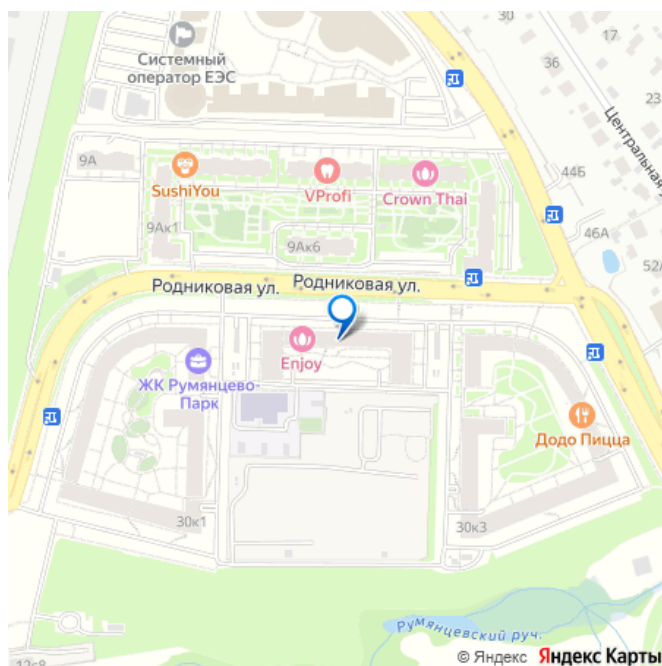 30
17
36
23
Системный
оператор ЕЭС
Центральная
9А
44Б
SushiYou
VProfi
Crown Thai
9Ак1
9Ак6
46А
52А
Родниковая ул.
Родниковая ул.
Enjoy
ЖК Румянцево-
Парк
Додо Пицца
30к1
30к3
Румянцевский руч.
© Яндекс Яндекс Карты